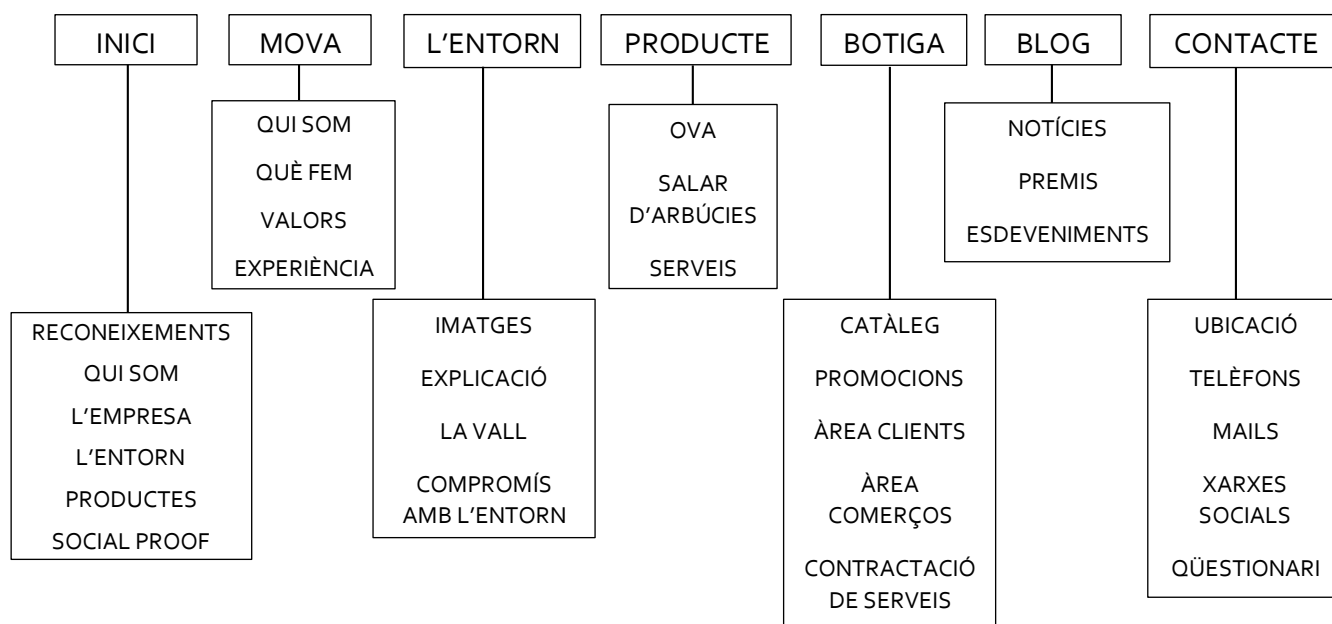 INICI
MOVA
L'ENTORN
PRODUCTE
BOTIGA
BLOG
CONTACTE
RECONEIXEMENTS
QUI SOM
L'EMPRESA
L'ENTORN
PRODUCTES
SOCIAL PROOF
QUI SOM
QUÈ FEM
VALORS
EXPERIÈNCIA
IMATGES
EXPLICACIÓ
LA VALL
COMPROMÍS
AMB L'ENTORN
OVA
SALAR
D'ARBÚCIES
SERVEIS
CATÀLEG
PROMOCIONS
ÀREA CLIENTS
ÀREA
COMERÇOS
CONTRACTACIÓ
DE SERVEIS
NOTÍCIES
PREMIS
ESDEVENIMENTS
UBICACIÓ
TELÈFONS
MAILS
XARXES
SOCIALS
QÜESTIONARI